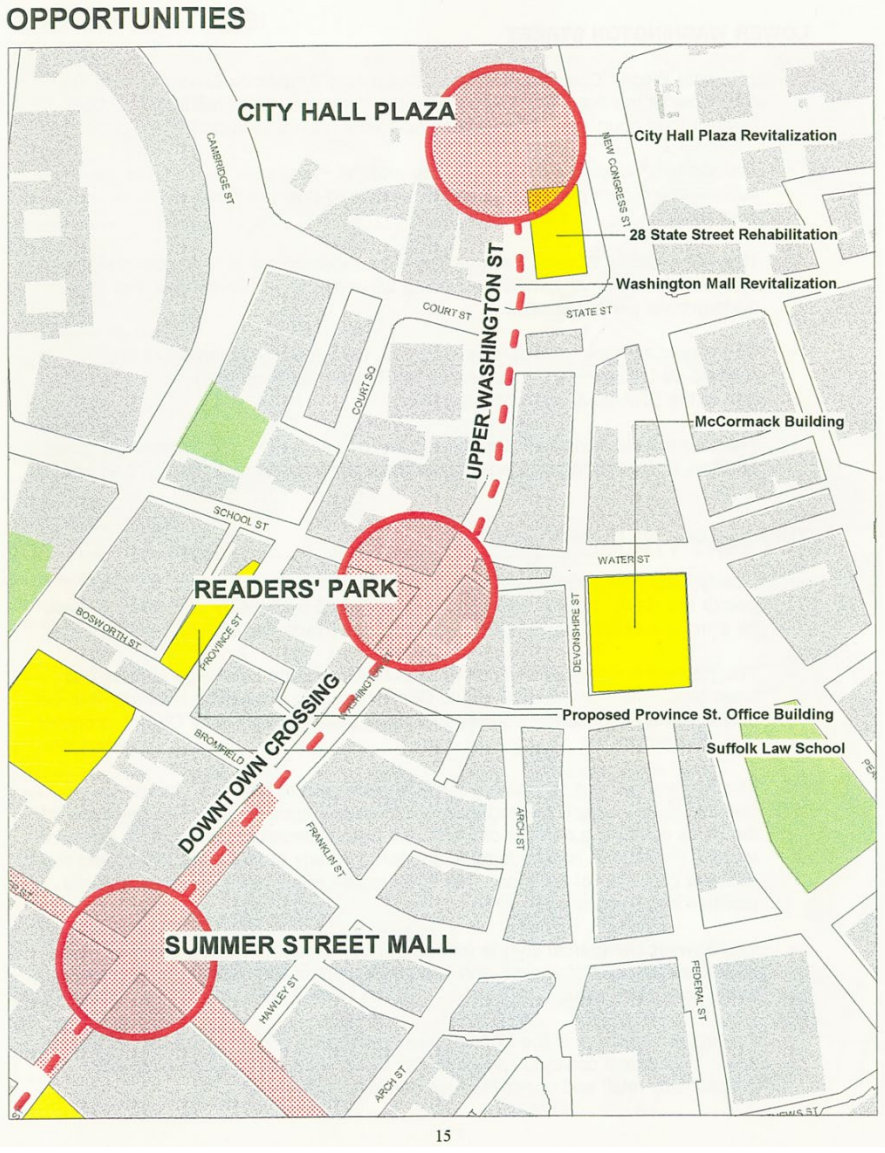 OPPORTUNITIES
CITY HALL PLAZA
City Hall Plaza Revitalization
CAMBRIDGE ST
NEW CONGRESS ST
28 State Street Rehabilitation
UPPER WASHINGTON ST
Washington Mall Revitalization
COURT ST
STATE ST
COURT SQ
McCormack Building
SCHOOL ST
WATER ST
READERS' PARK
BOSWORTH ST
PROVINCE ST
DEVONSHIRE ST
WASHINGTON
DOWNTOWN CROSSING
Proposed Province St. Office Building
BROMFIELD
Suffolk Law School
ARCH ST
FRANKLIN ST
SUMMER STREET MALL
HAWLEY ST
FEDERAL ST
ARCH ST
15